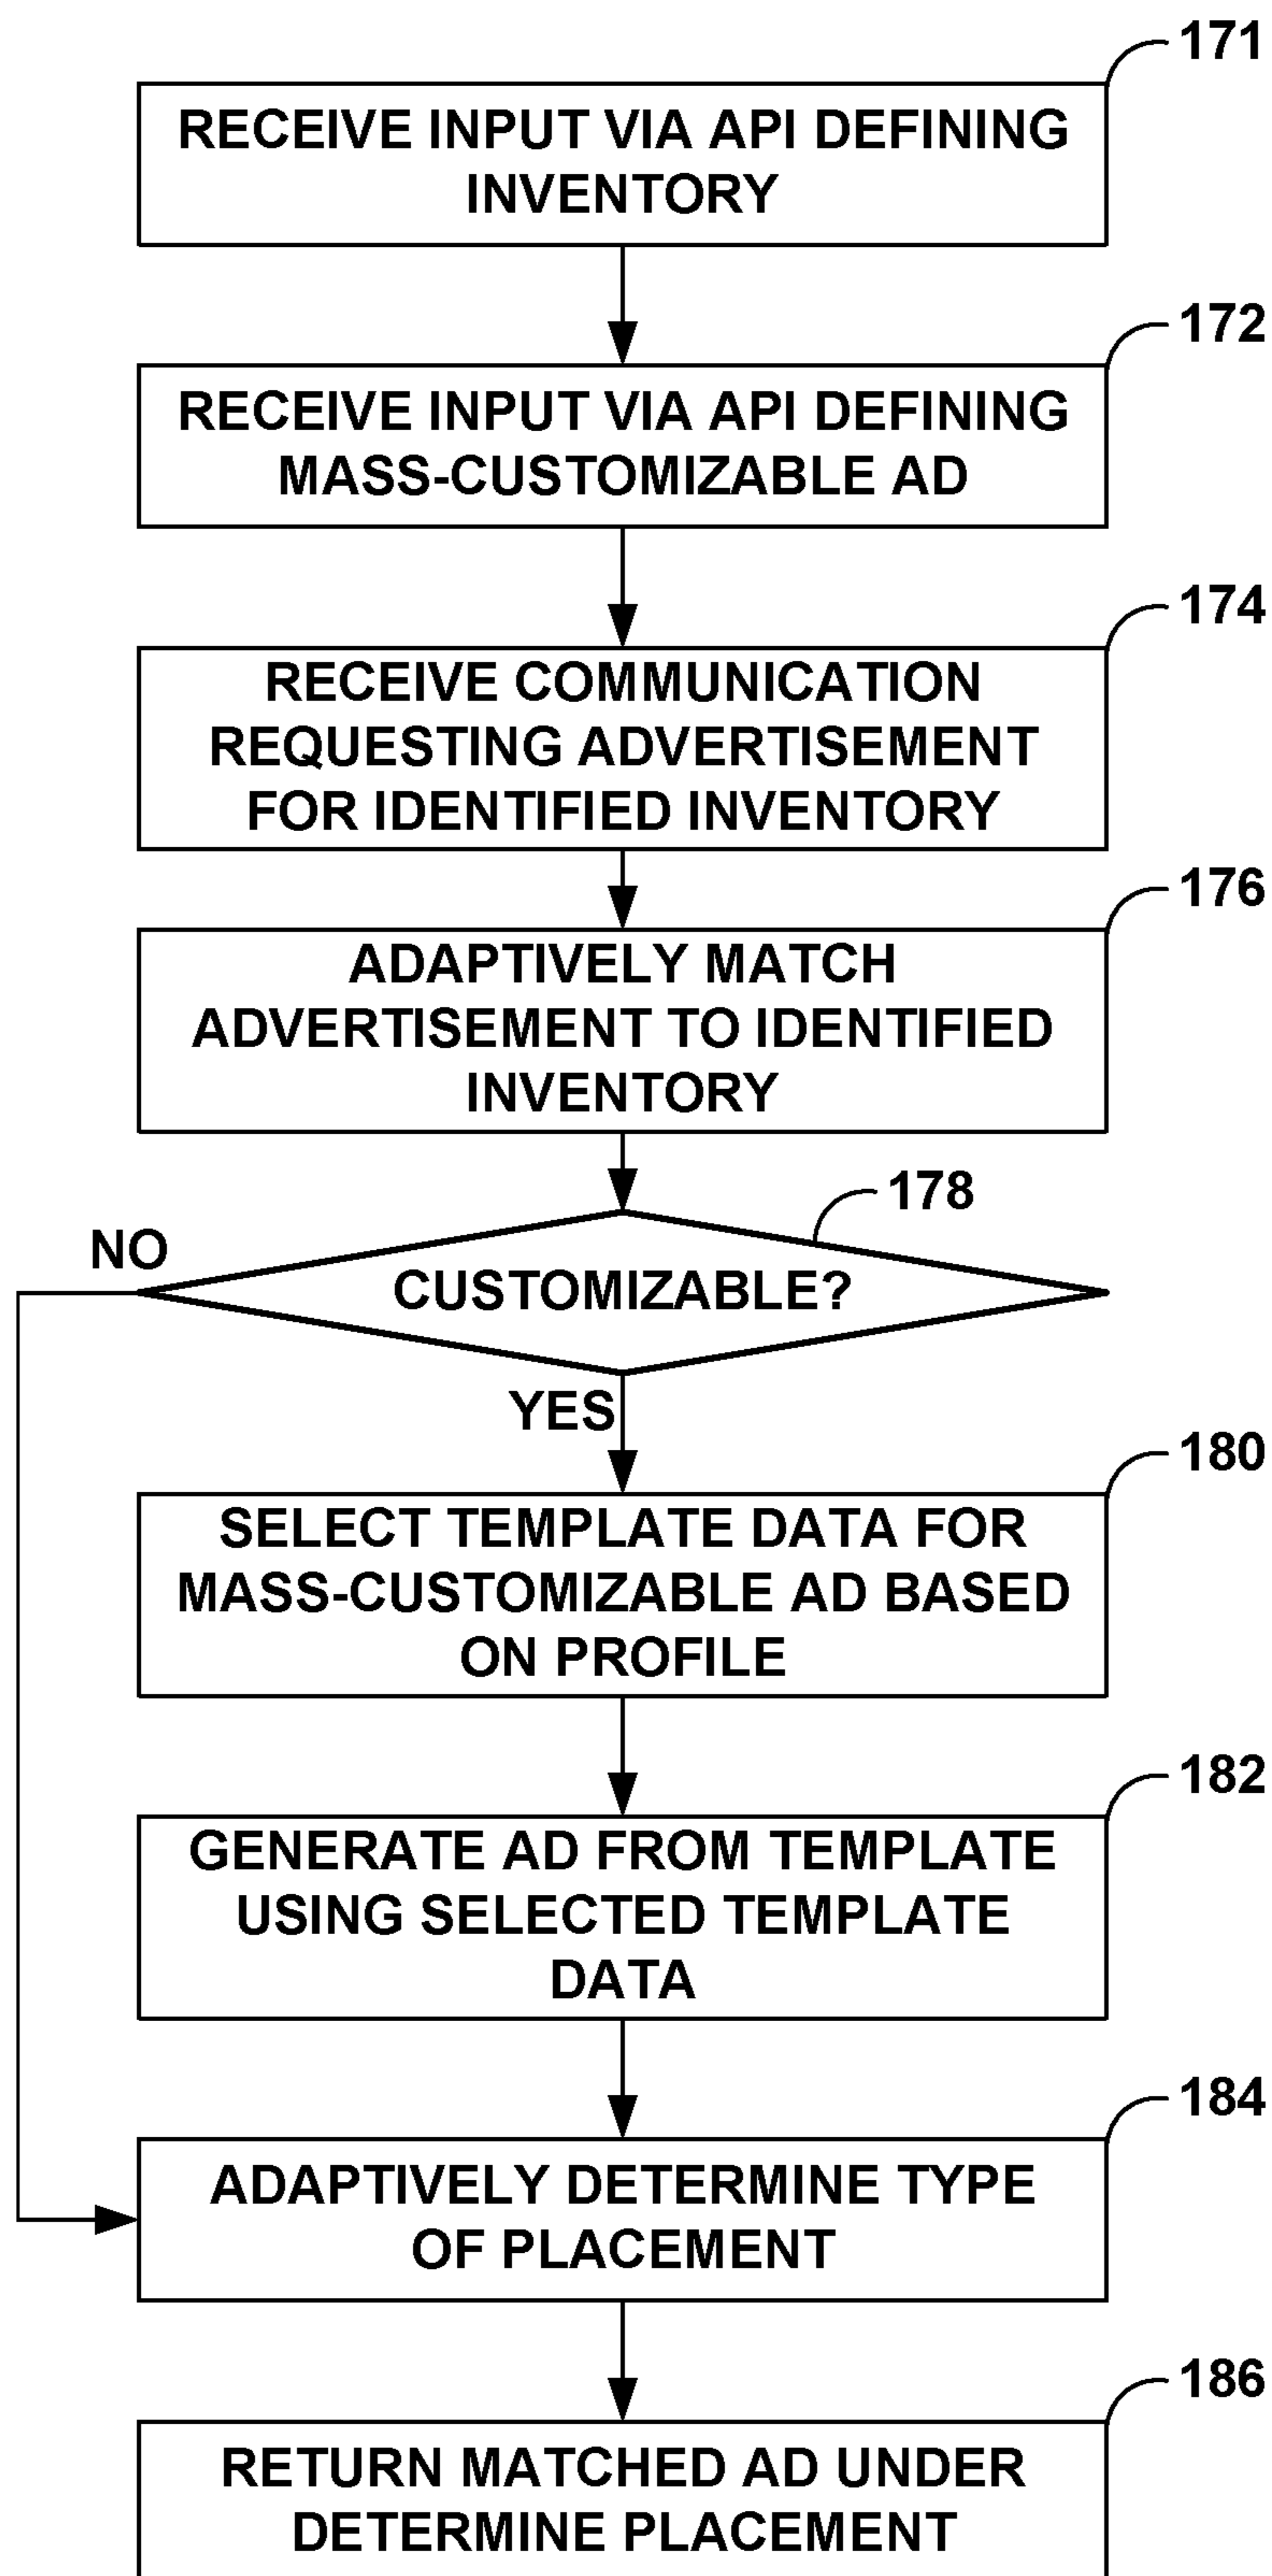 171
RECEIVE INPUT VIA API DEFINING
INVENTORY
172
RECEIVE INPUT VIA API DEFINING
MASS-CUSTOMIZABLE AD
174
RECEIVE COMMUNICATION
REQUESTING ADVERTISEMENT
FOR IDENTIFIED INVENTORY
176
ADAPTIVELY MATCH
ADVERTISEMENT TO IDENTIFIED
INVENTORY
178
NO
CUSTOMIZABLE?
YES
180
SELECT TEMPLATE DATA FOR
MASS-CUSTOMIZABLE AD BASED
ON PROFILE
182
GENERATE AD FROM TEMPLATE
USING SELECTED TEMPLATE
DATA
184
ADAPTIVELY DETERMINE TYPE
OF PLACEMENT
186
RETURN MATCHED AD UNDER
DETERMINE PLACEMENT